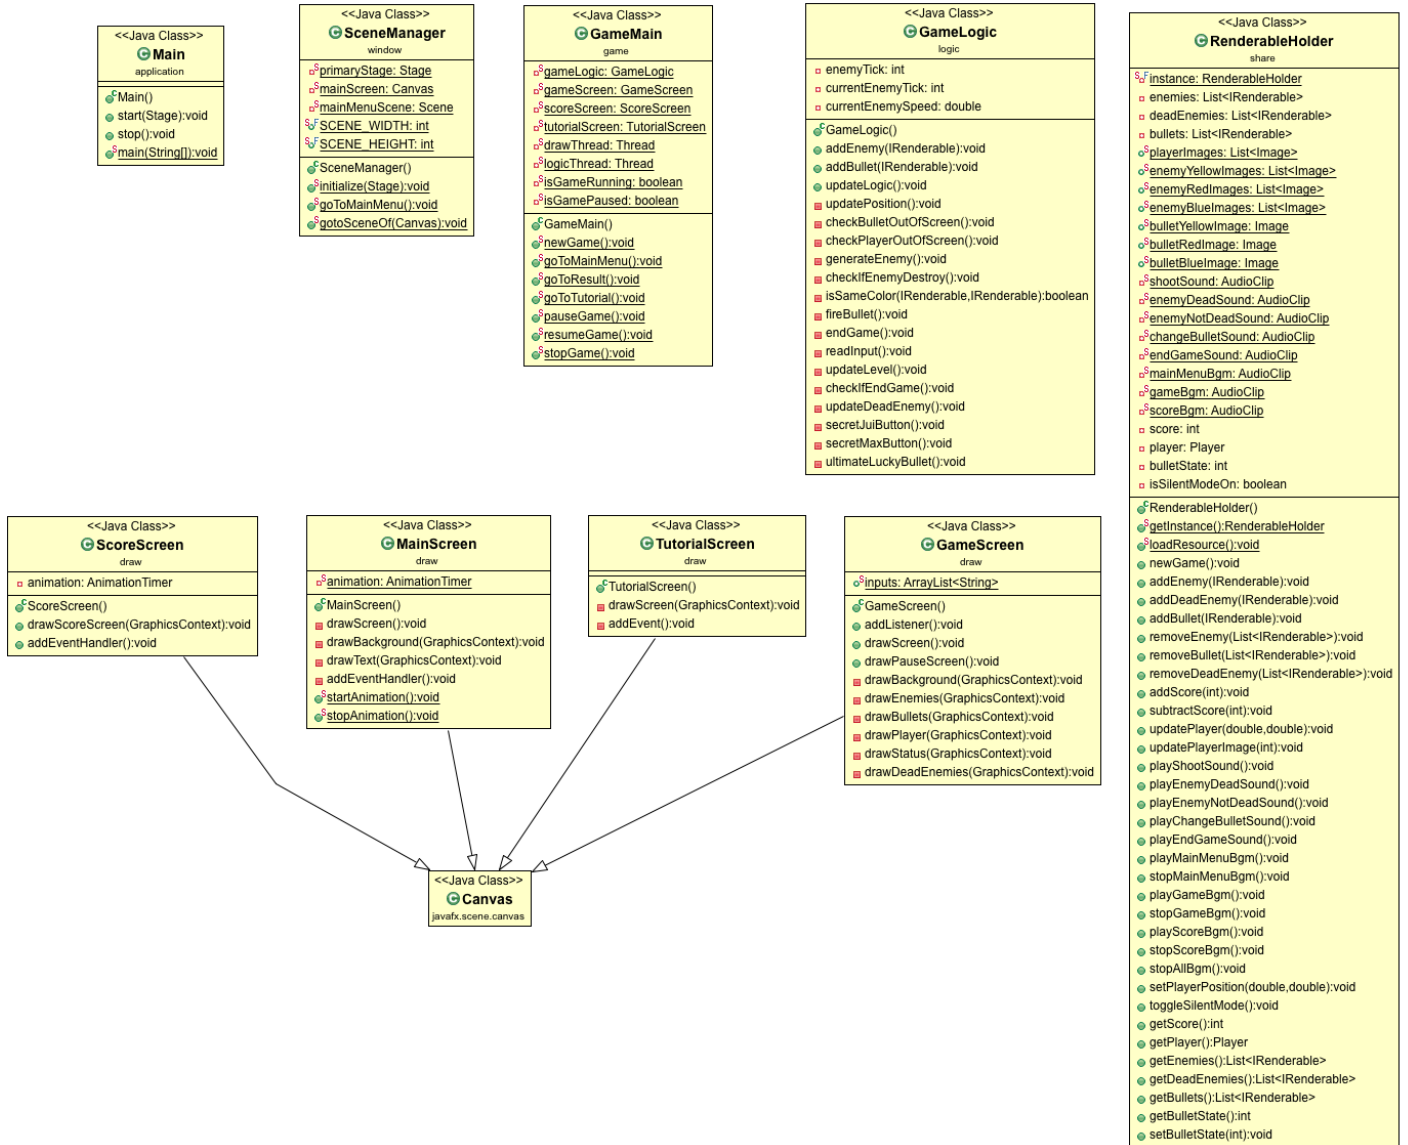 <<Java Class>>
Main
application
Main()
start(Stage):void
stop():void
main(String[]):void
<<Java Class>>
SceneManager
window
primaryStage: Stage
mainScreen: Canvas
mainMenuScene: Scene
SCENE_WIDTH: int
SCENE_HEIGHT: int
SceneManager()
initialize(Stage):void
goToMainMenu():void
gotoSceneOf(Canvas):void
<<Java Class>>
GameMain
game
gameLogic: GameLogic
gameScreen: GameScreen
scoreScreen: ScoreScreen
tutorialScreen: TutorialScreen
drawThread: Thread
logicThread: Thread
isGameRunning: boolean
isGamePaused: boolean
GameMain()
newGame():void
goToMainMenu():void
goToResult():void
goToTutorial():void
pauseGame():void
resumeGame():void
stopGame():void
<<Java Class>>
GameLogic
logic
enemyTick: int
currentEnemyTick: int
currentEnemySpeed: double
GameLogic()
addEnemy(IRenderable):void
addBullet(IRenderable):void
updateLogic():void
updatePosition():void
checkBulletOutOfScreen():void
checkPlayerOutOfScreen():void
generateEnemy():void
checkIfEnemyDestroy():void
isSameColor(IRenderable,IRenderable):boolean
fireBullet():void
endGame():void
readInput():void
updateLevel():void
checkIfEndGame():void
updateDeadEnemy():void
secretJuiButton():void
secretMaxButton():void
ultimateLuckyBullet():void
<<Java Class>>
RenderableHolder
share
instance: RenderableHolder
enemies: List<IRenderable>
deadEnemies: List<IRenderable>
bullets: List<IRenderable>
playerImages: List<Image>
enemyYellowImages: List<Image>
enemyRedImages: List<Image>
enemyBlueImages: List<Image>
bulletYellowImage: Image
bulletRedImage: Image
bulletBlueImage: Image
shootSound: AudioClip
enemyDeadSound: AudioClip
enemyNotDeadSound: AudioClip
changeBulletSound: AudioClip
endGameSound: AudioClip
mainMenuBgm: AudioClip
gameBgm: AudioClip
scoreBgm: AudioClip
score: int
player: Player
bulletState: int
isSilentModeOn: boolean
RenderableHolder()
getInstance():RenderableHolder
loadResource():void
newGame():void
addEnemy(IRenderable):void
addDeadEnemy(IRenderable):void
addBullet(IRenderable):void
removeEnemy(List<IRenderable>):void
removeBullet(List<IRenderable>):void
removeDeadEnemy(List<IRenderable>):void
addScore(int):void
subtractScore(int):void
updatePlayer(double,double):void
updatePlayerImage(int):void
playShootSound():void
playEnemyDeadSound():void
playEnemyNotDeadSound():void
playChangeBulletSound():void
playEndGameSound():void
playMainMenuBgm():void
stopMainMenuBgm():void
playGameBgm():void
stopGameBgm():void
playScoreBgm():void
stopScoreBgm():void
stopAllBgm():void
setPlayerPosition(double,double):void
toggleSilentMode():void
getScore():int
getPlayer():Player
getEnemies():List<IRenderable>
getDeadEnemies():List<IRenderable>
getBullets():List<IRenderable>
getBulletState():int
setBulletState(int):void
<<Java Class>>
ScoreScreen
draw
animation: AnimationTimer
ScoreScreen()
drawScoreScreen(GraphicsContext):void
addEventHandler():void
<<Java Class>>
MainScreen
draw
animation: AnimationTimer
MainScreen()
drawScreen():void
drawBackground(GraphicsContext):void
drawText(GraphicsContext):void
addEventHandler():void
startAnimation():void
stopAnimation():void
<<Java Class>>
TutorialScreen
draw
TutorialScreen()
drawScreen(GraphicsContext):void
addEvent():void
<<Java Class>>
GameScreen
draw
inputs: ArrayList<String>
GameScreen()
addListener():void
drawScreen():void
drawPauseScreen():void
drawBackground(GraphicsContext):void
drawEnemies(GraphicsContext):void
drawBullets(GraphicsContext):void
drawPlayer(GraphicsContext):void
drawStatus(GraphicsContext):void
drawDeadEnemies(GraphicsContext):void
<<Java Class>>
Canvas
javafx.scene.canvas